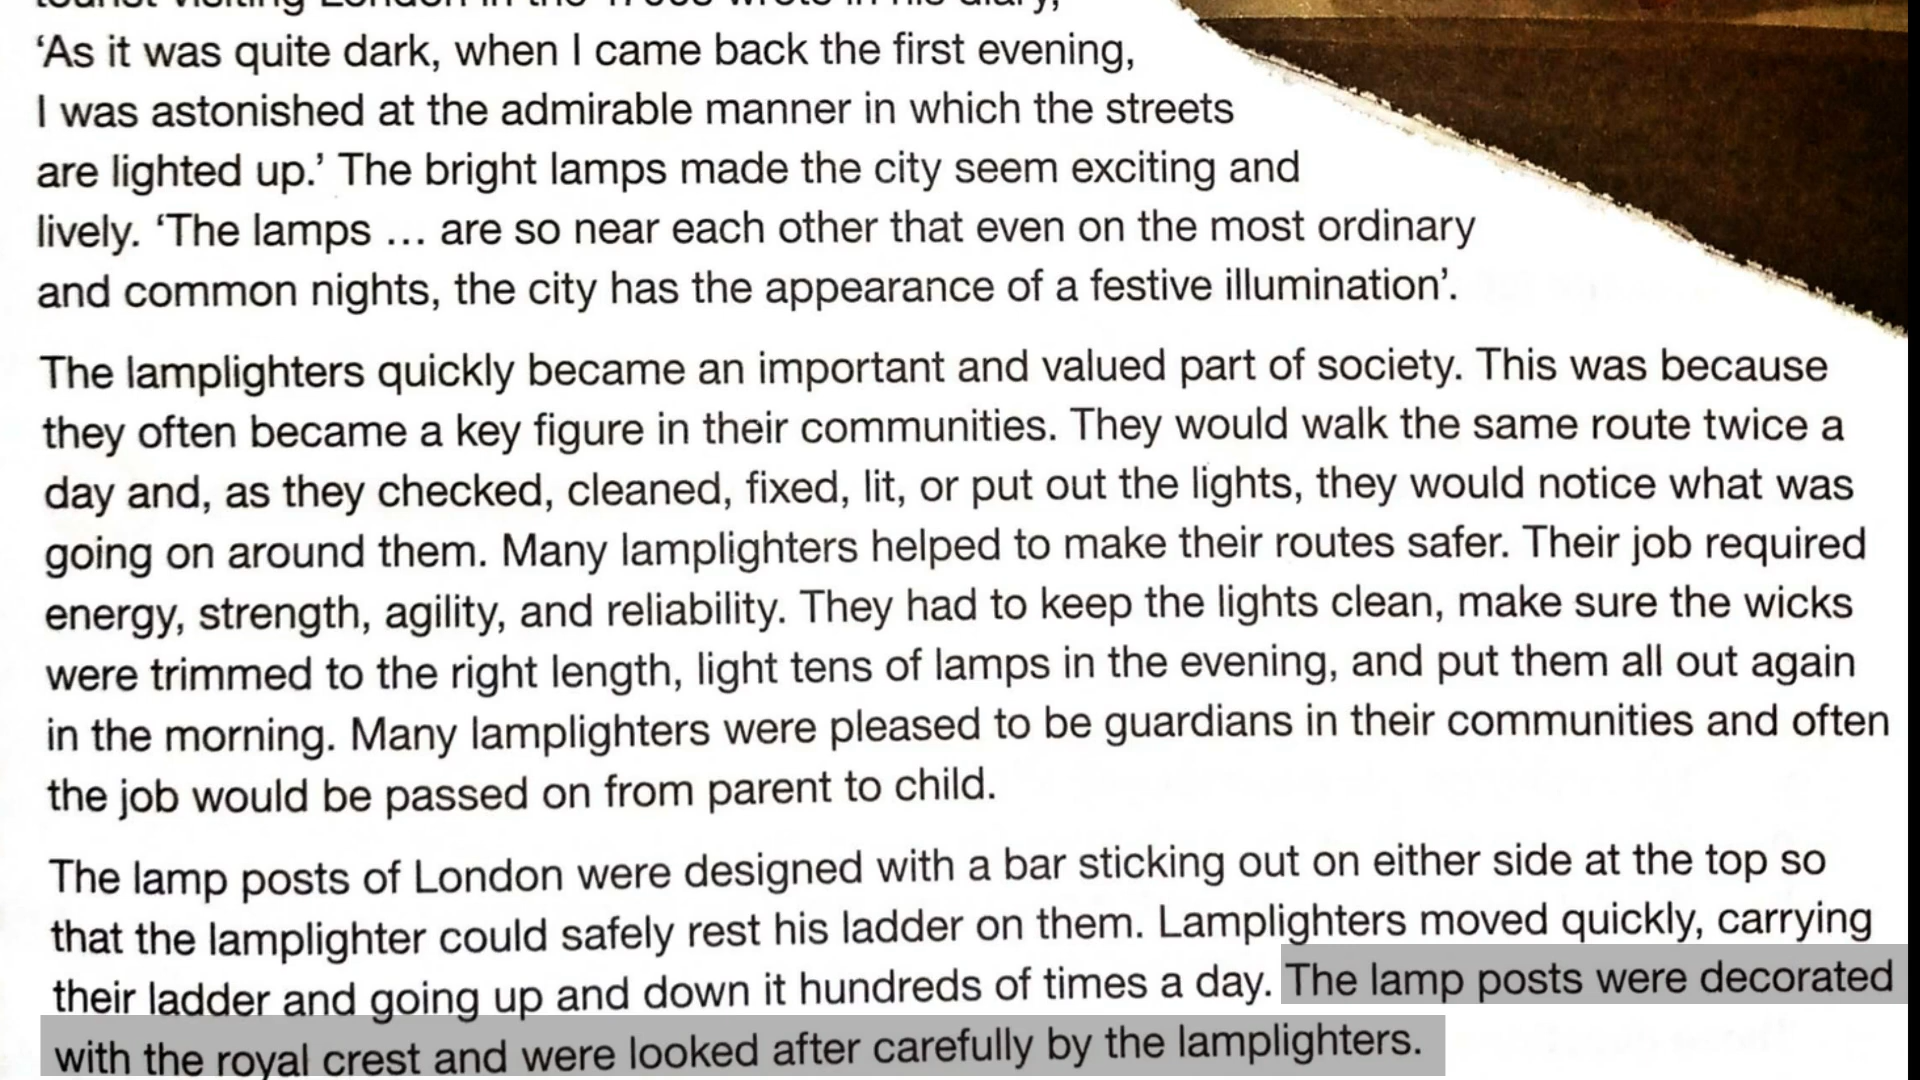 tourist visiting London in the 1780s wrote in his diary,
‘As it was quite dark, when I came back the first evening,
I was astonished at the admirable manner in which the streets
are lighted up.’ The bright lamps made the city seem exciting and
lively. ‘The lamps ... are so near each other that even on the most ordinary
and common nights, the city has the appearance of a festive illumination’.
The lamplighters quickly became an important and valued part of society. This was because
they often became a key figure in their communities. They would walk the same route twice a
day and, as they checked, cleaned, fixed, lit, or put out the lights, they would notice what was
going on around them. Many lamplighters helped to make their routes safer. Their job required
energy, strength, agility, and reliability. They had to keep the lights clean, make sure the wicks
were trimmed to the right length, light tens of lamps in the evening, and put them all out again
in the morning. Many lamplighters were pleased to be guardians in their communities and often
the job would be passed on from parent to child.
The lamp posts of London were designed with a bar sticking out on either side at the top so
that the lamplighter could safely rest his ladder on them. Lamplighters moved quickly, carrying
their ladder and going up and down it hundreds of times a day. The lamp posts were decorated
with the royal crest and were looked after carefully by the lamplighters.